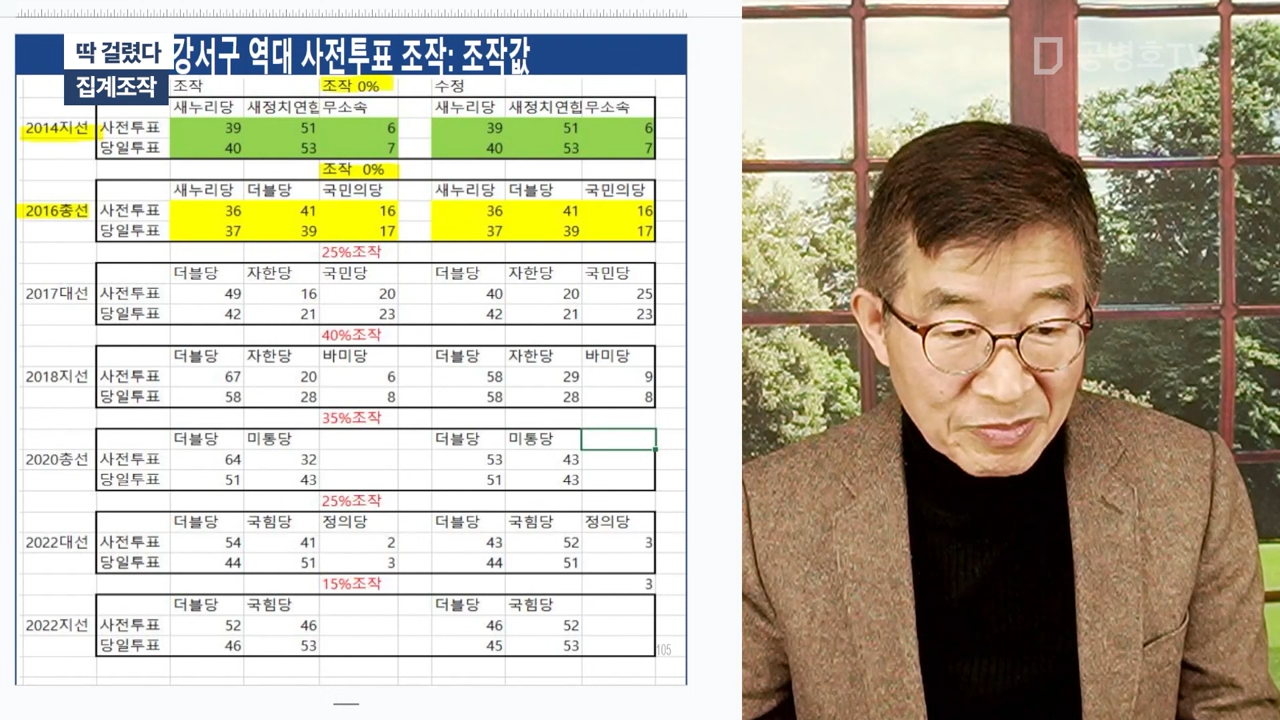 딱 걸렸다
집계조작
강서구 역대 사전투표 조작: 조작값
조작 조작 0% 수정
새누리당 새정치연합 무소속 새누리당 새정치연합 무소속
2014지선 사전투표 39 51 6 39 51 6
당일투표 40 53 7 40 53 7
조작 0%
새누리당 더블당 국민의당 새누리당 더블당 국민의당
2016총선 사전투표 36 41 16 36 41 16
당일투표 37 39 17 37 39 17
25%조작
더블당 자한당 국민당 더블당 자한당 국민당
2017대선 사전투표 49 16 20 40 20 25
당일투표 42 21 23 42 21 23
40%조작
더블당 자한당 바미당 더블당 자한당 바미당
2018지선 사전투표 67 20 6 58 29 9
당일투표 58 28 8 58 28 8
35%조작
더블당 미통당 더블당 미통당
2020총선 사전투표 64 32 53 43
당일투표 51 43 51 43
25%조작
더블당 국힘당 정의당 더블당 국힘당 정의당
2022대선 사전투표 54 41 2 43 52 3
당일투표 44 51 3 44 51
15%조작 3
더블당 국힘당 더블당 국힘당
2022지선 사전투표 52 46 46 52
당일투표 46 53 45 53
105
공병호TV